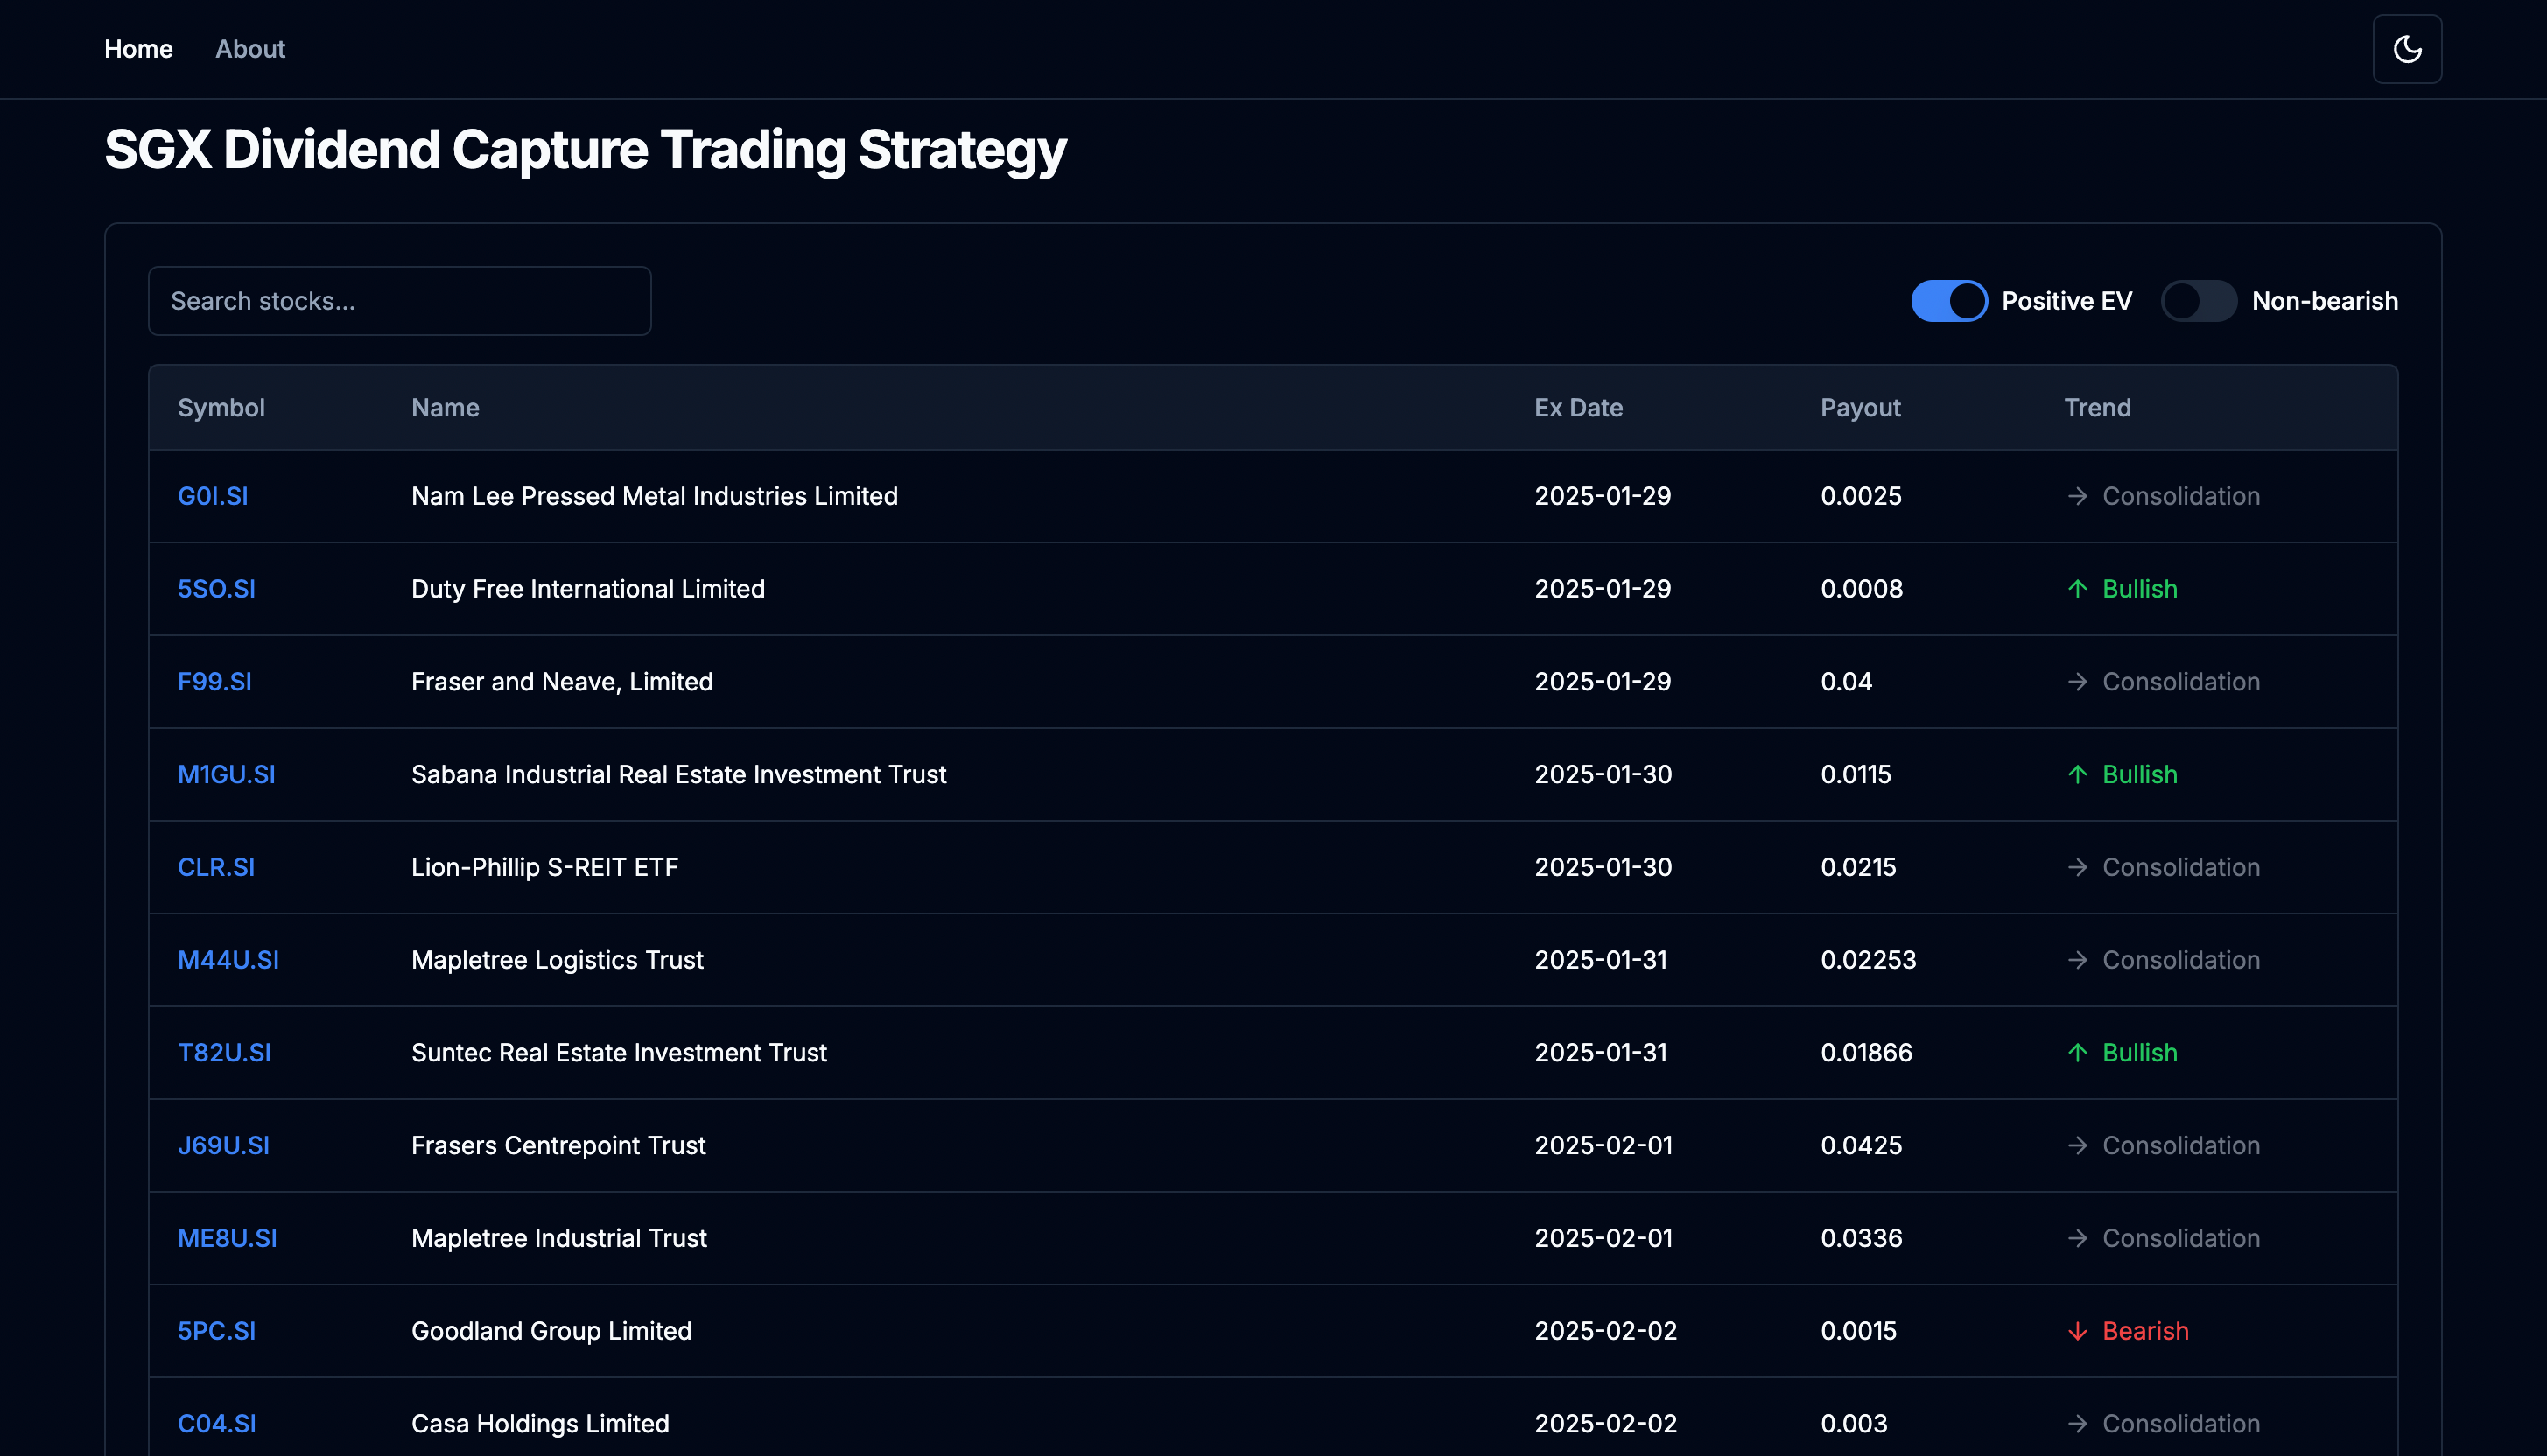 Home About
SGX Dividend Capture Trading Strategy
Search stocks... Positive EV Non-bearish
Symbol Name Ex Date Payout Trend
G0I.SI Nam Lee Pressed Metal Industries Limited 2025-01-29 0.0025 → Consolidation
5SO.SI Duty Free International Limited 2025-01-29 0.0008 ↑ Bullish
F99.SI Fraser and Neave, Limited 2025-01-29 0.04 → Consolidation
M1GU.SI Sabana Industrial Real Estate Investment Trust 2025-01-30 0.0115 ↑ Bullish
CLR.SI Lion-Phillip S-REIT ETF 2025-01-30 0.0215 → Consolidation
M44U.SI Mapletree Logistics Trust 2025-01-31 0.02253 → Consolidation
T82U.SI Suntec Real Estate Investment Trust 2025-01-31 0.01866 ↑ Bullish
J69U.SI Frasers Centrepoint Trust 2025-02-01 0.0425 → Consolidation
ME8U.SI Mapletree Industrial Trust 2025-02-01 0.0336 → Consolidation
5PC.SI Goodland Group Limited 2025-02-02 0.0015 ↓ Bearish
C04.SI Casa Holdings Limited 2025-02-02 0.003 → Consolidation